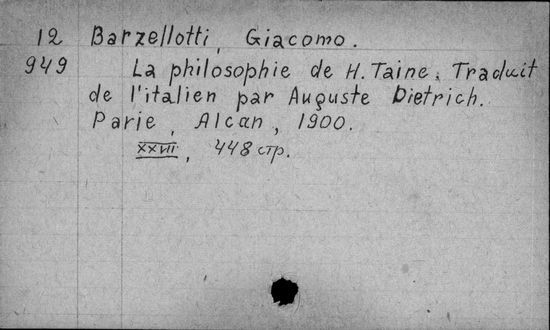 12 Barzellotti, Giacomo.
949 La philosophie de H. Taine. Traduit
de l'italien par Auguste Dietrich.
Parie, Alcan, 1900.
XXVII, 448 стр.